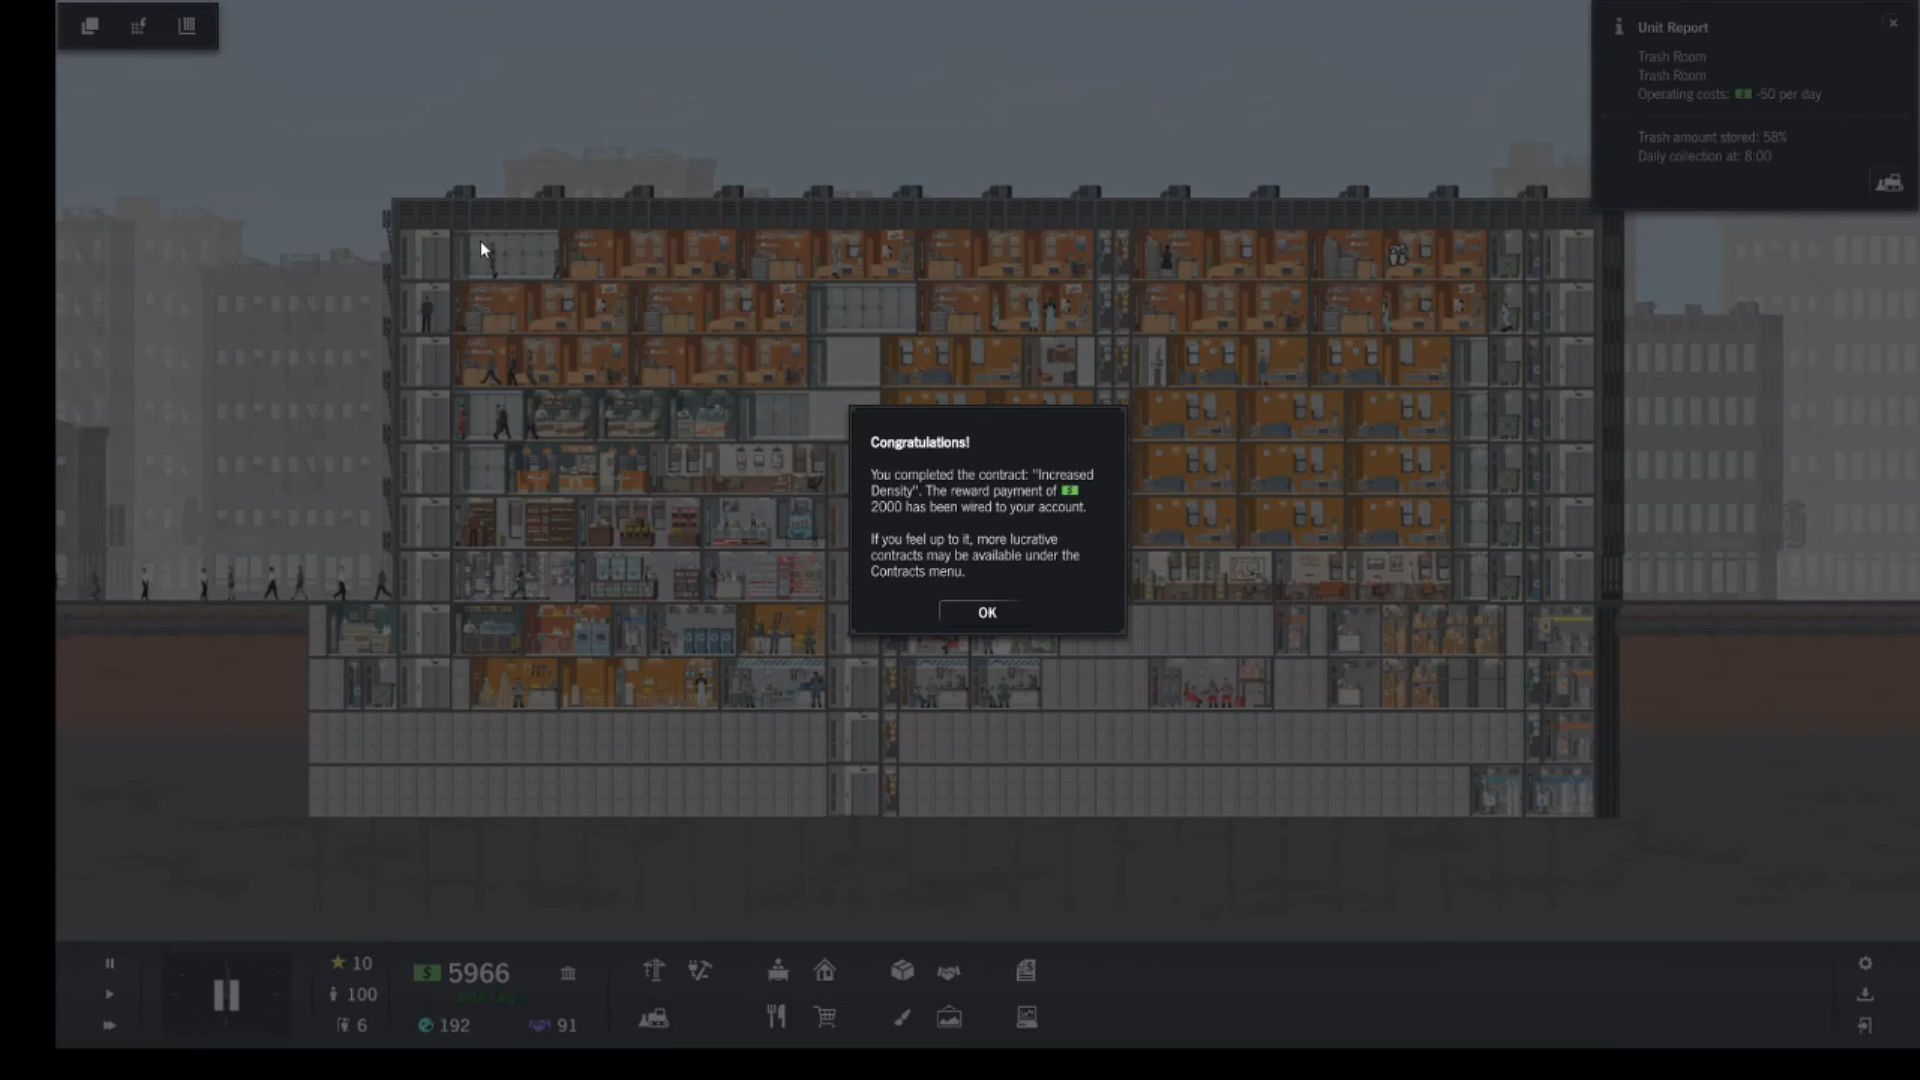 Unit Report
Trash Room
Trash Room
Operating costs: -50 per day
Trash amount stored: 58%
Daily collection at: 8:00
Congratulations!
You completed the contract: "Increased
Density". The reward payment of
2000 has been wired to your account.
If you feel up to it, more lucrative
contracts may be available under the
Contracts menu.
OK
10
100
6
5966
192
91